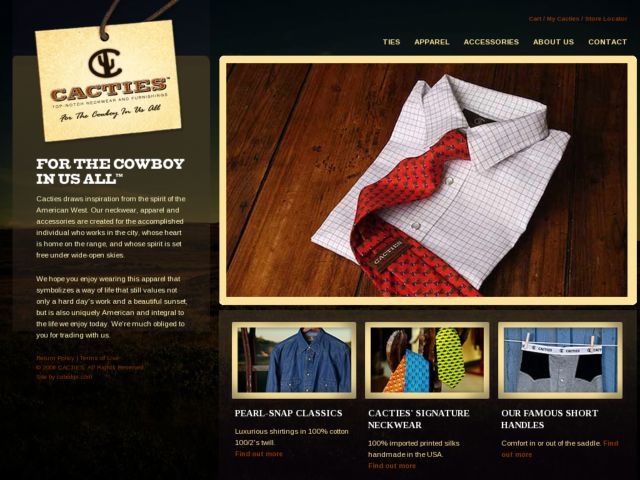 Cart / My Cacties / Store Locator
TIES APPAREL ACCESSORIES ABOUT US CONTACT
CACTIES™
TOP-NOTCH NECKWEAR AND FURNISHINGS
For The Cowboy In Us All
FOR THE COWBOY
IN US ALL™
Cacties draws inspiration from the spirit of the
American West. Our neckwear, apparel and
accessories are created for the accomplished
individual who works in the city, whose heart
is home on the range, and whose spirit is set
free under wide-open skies.
We hope you enjoy wearing this apparel that
symbolizes a way of life that still values not
only a hard day's work and a beautiful sunset,
but is also uniquely American and integral to
the life we enjoy today. We're much obliged to
you for trading with us.
Return Policy | Terms of Use
© 2008 CACTIES, All Rights Reserved
CACTIES
CACTIES CACTIES CACTIES
PEARL-SNAP CLASSICS
Luxurious shirtings in 100% cotton
100/2's twill.
Find out more
CACTIES' SIGNATURE
NECKWEAR
100% imported printed silks
handmade in the USA.
Find out more
OUR FAMOUS SHORT
HANDLES
Comfort in or out of the saddle. Find
out more